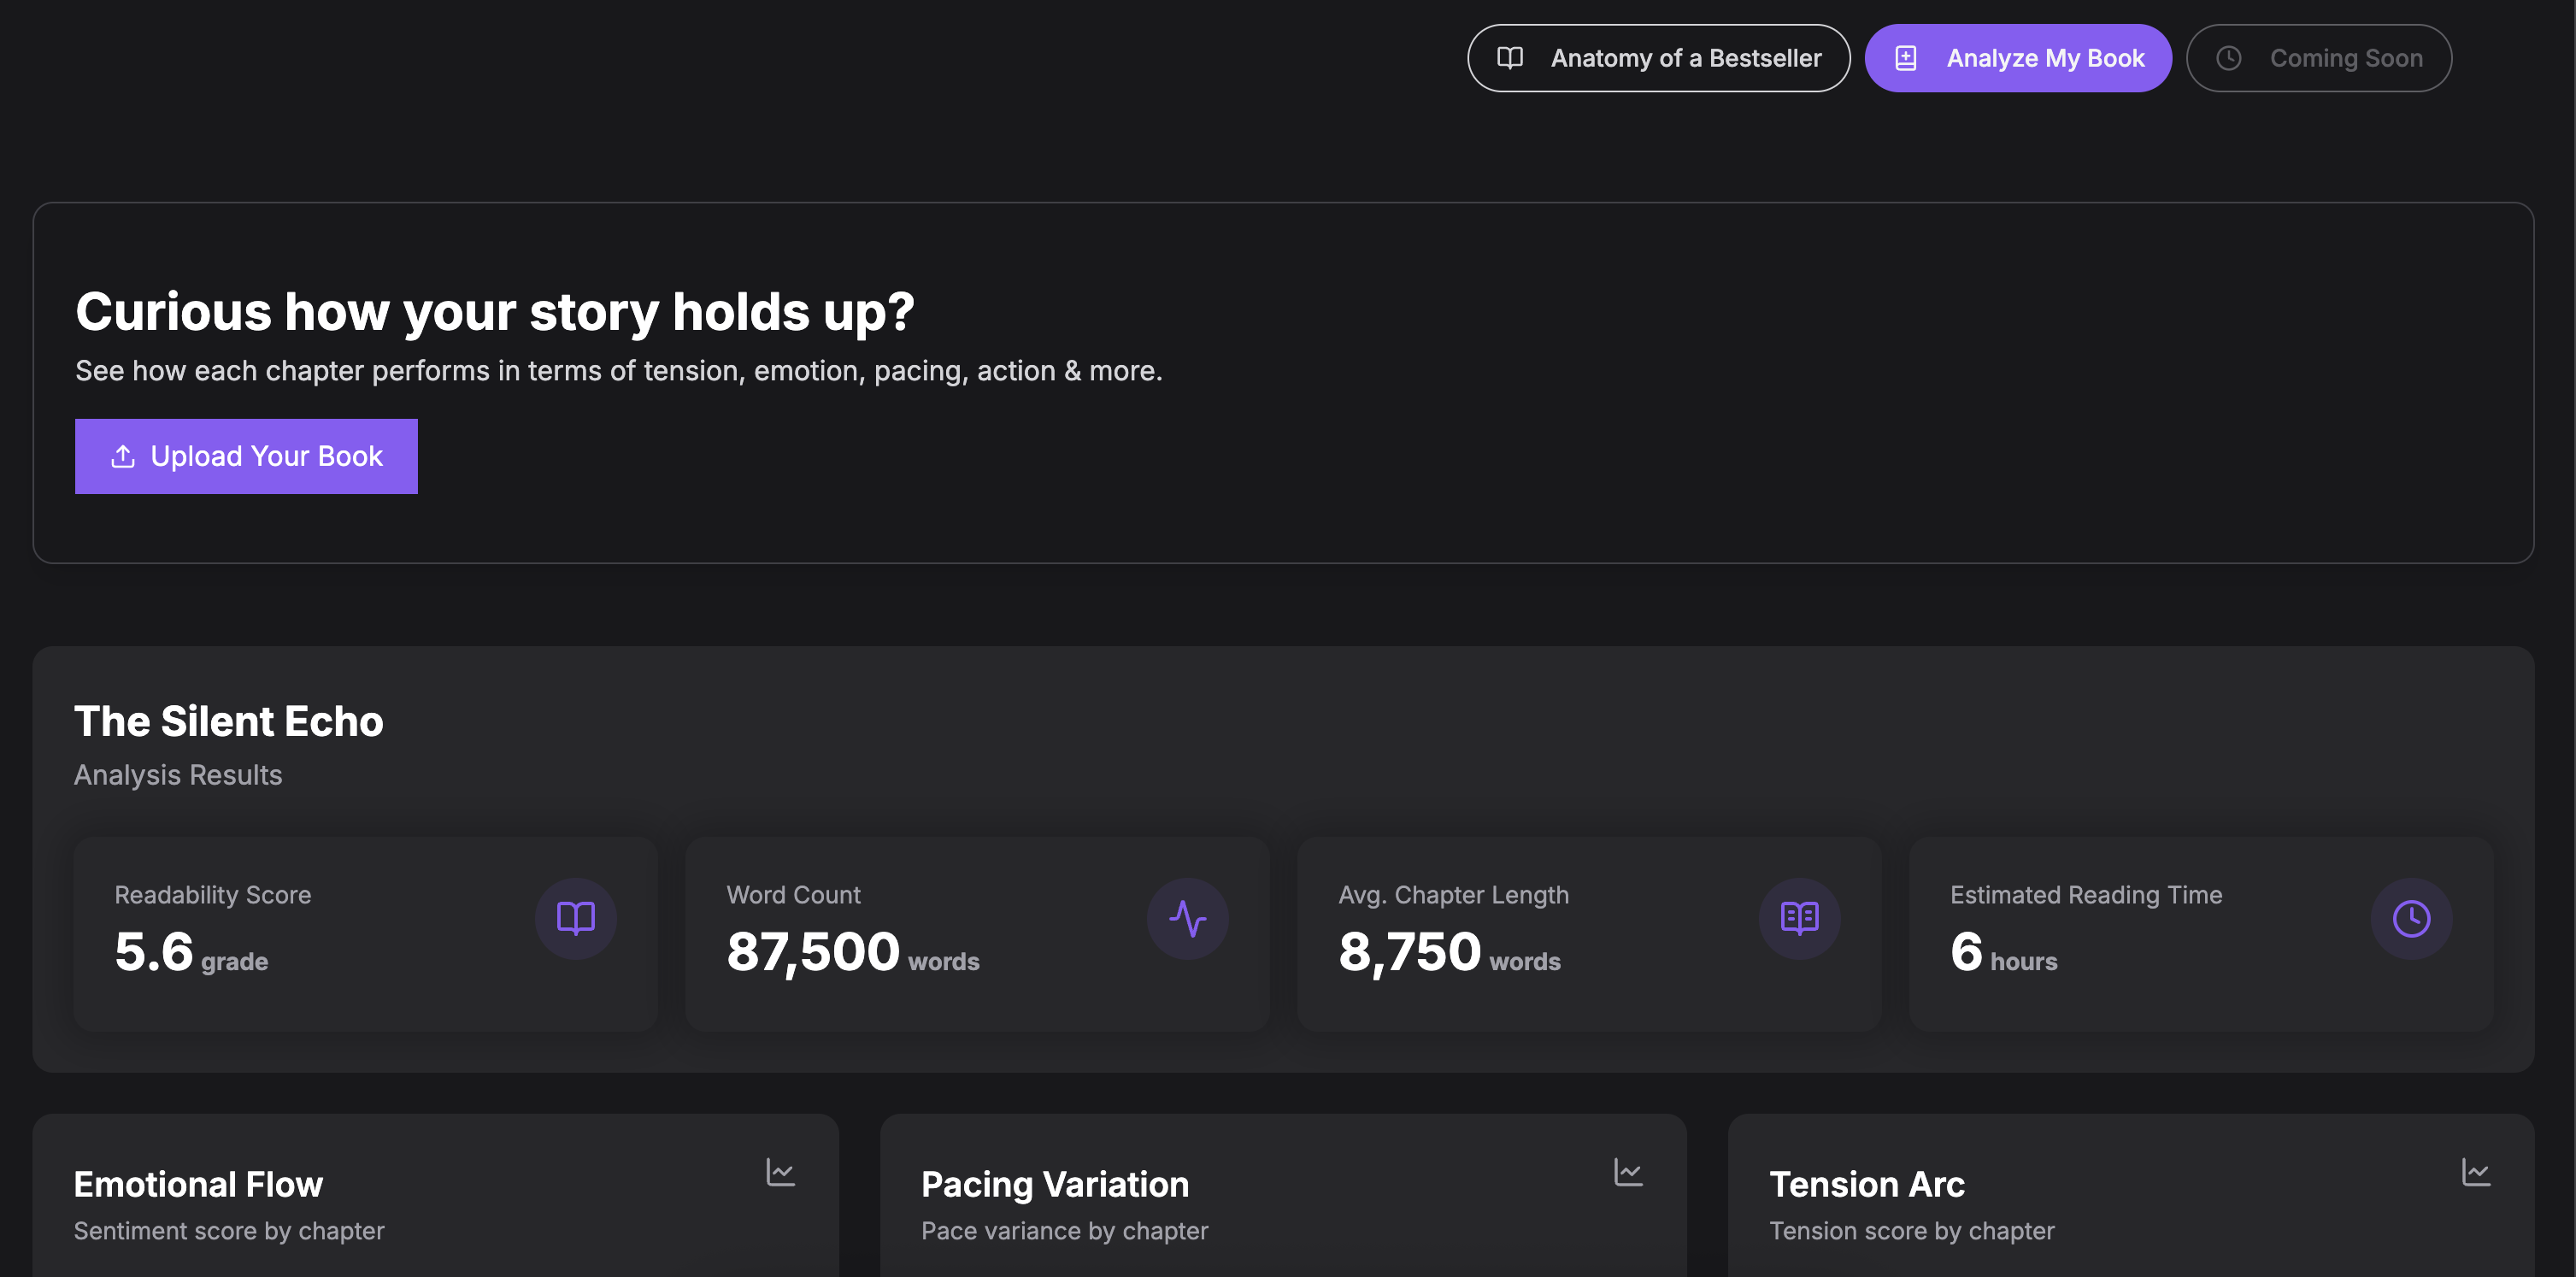 Anatomy of a Bestseller
Analyze My Book
Coming Soon
Curious how your story holds up?
See how each chapter performs in terms of tension, emotion, pacing, action & more.
Upload Your Book
The Silent Echo
Analysis Results
Readability Score
5.6 grade
Word Count
87,500 words
Avg. Chapter Length
8,750 words
Estimated Reading Time
6 hours
Emotional Flow
Sentiment score by chapter
Pacing Variation
Pace variance by chapter
Tension Arc
Tension score by chapter